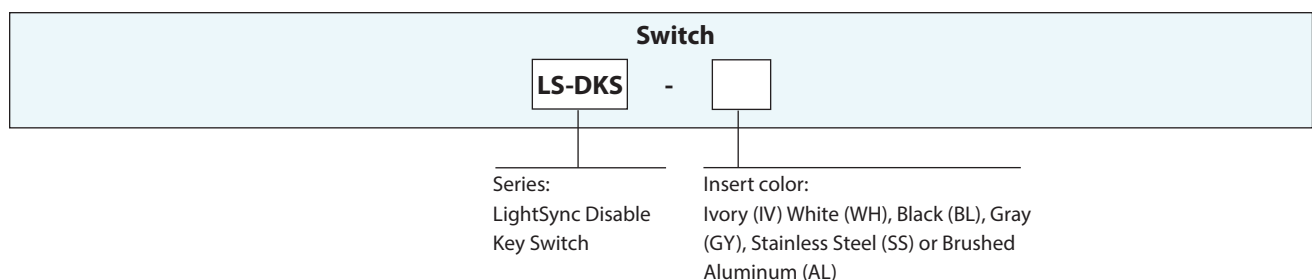 Switch
LS-DKS -
Series:
LightSync Disable
Key Switch
Insert color:
Ivory (IV) White (WH), Black (BL), Gray
(GY), Stainless Steel (SS) or Brushed
Aluminum (AL)